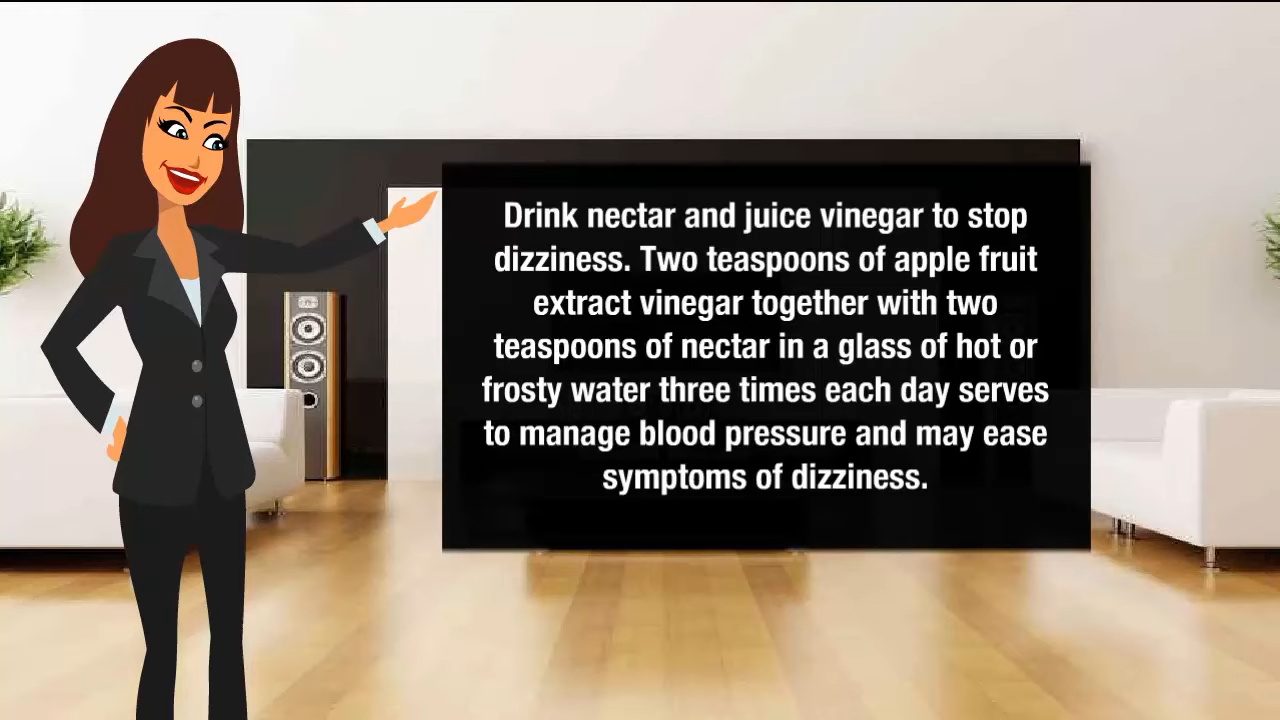 Drink nectar and juice vinegar to stop
dizziness. Two teaspoons of apple fruit
extract vinegar together with two
teaspoons of nectar in a glass of hot or
frosty water three times each day serves
to manage blood pressure and may ease
symptoms of dizziness.